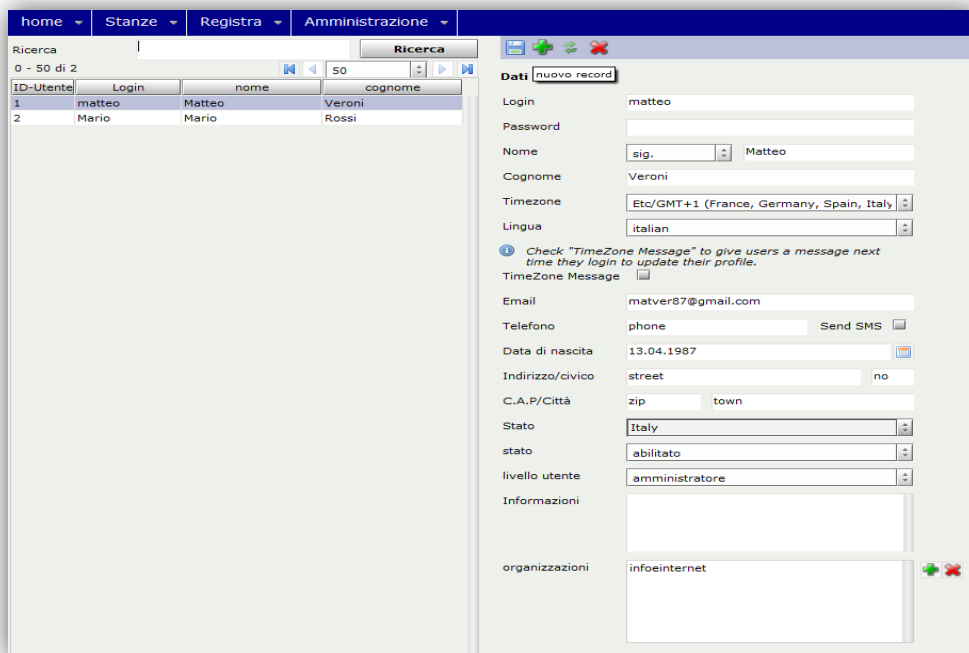 home Stanze Registra Amministrazione
Ricerca Ricerca
0 - 50 di 2 50
ID-Utente Login nome cognome
1 matteo Matteo Veroni
2 Mario Mario Rossi
Dati nuovo record
Login matteo
Password
Nome sig. Matteo
Cognome Veroni
Timezone Etc/GMT+1 (France, Germany, Spain, Italy
Lingua italian
Check "TimeZone Message" to give users a message next
time they login to update their profile.
TimeZone Message
Email matver87@gmail.com
Telefono phone Send SMS
Data di nascita 13.04.1987
Indirizzo/civico street no
C.A.P/Città zip town
Stato Italy
stato abilitato
livello utente amministratore
Informazioni
organizzazioni infoeinternet